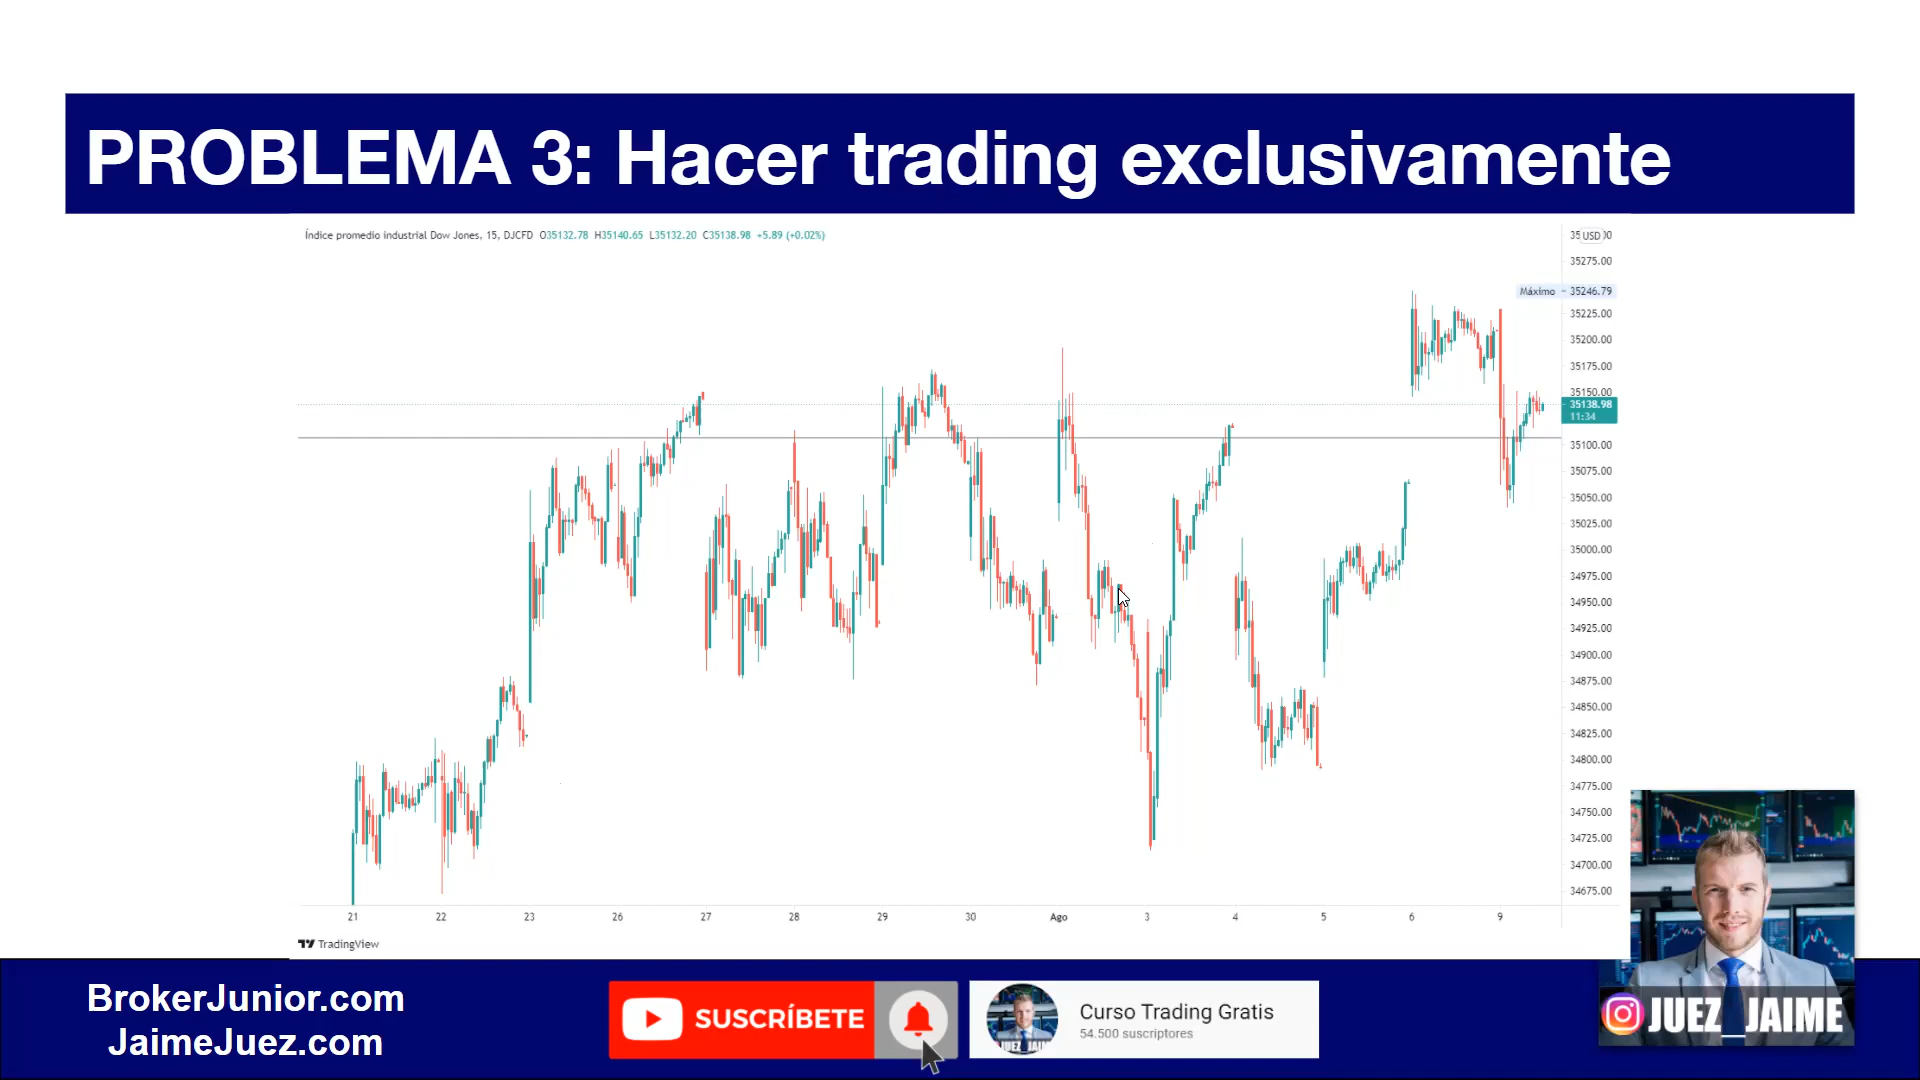 PROBLEMA 3: Hacer trading exclusivamente
Índice promedio industrial Dow Jones, 15, DJCFD O35132.78 H35140.65 L35132.20 C35138.98 +5.89 (+0.02%)
USD
35275.00
Máximo 35246.79
35225.00
35200.00
35175.00
35150.00
35138.98
11:34
35100.00
35075.00
35050.00
35025.00
35000.00
34975.00
34950.00
34925.00
34900.00
34875.00
34850.00
34825.00
34800.00
34775.00
34750.00
34725.00
34700.00
34675.00
21 22 23 26 27 28 29 30 Ago 3 4 5 6 9
TradingView
BrokerJunior.com
JaimeJuez.com
SUSCRÍBETE
Curso Trading Gratis
54.500 suscriptores
JUEZ_JAIME